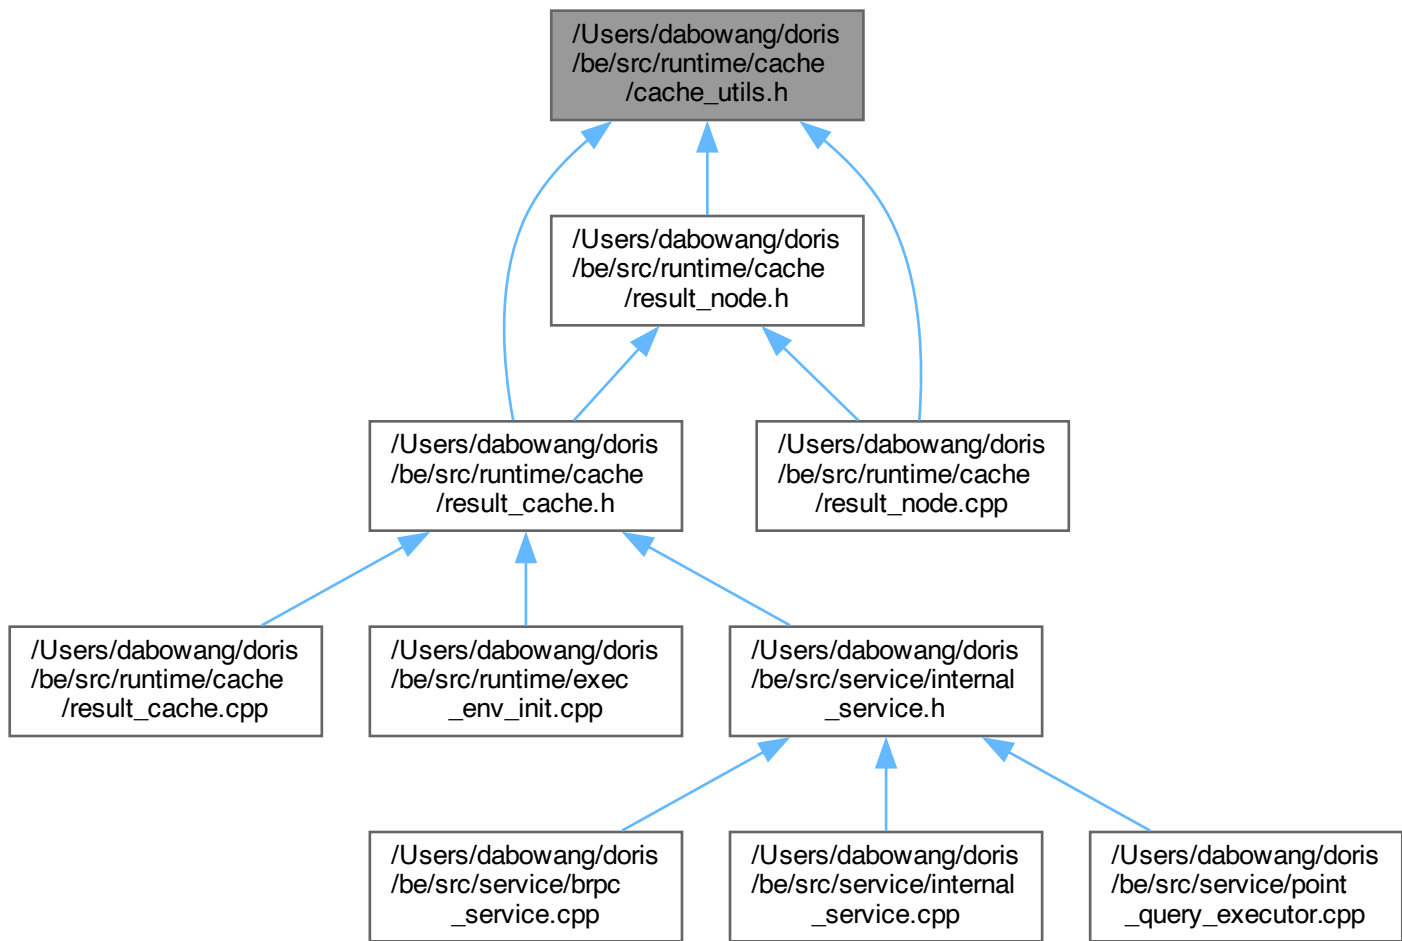 /Users/dabowang/doris
/be/src/runtime/cache
/cache_utils.h
/Users/dabowang/doris
/be/src/runtime/cache
/result_node.h
/Users/dabowang/doris
/be/src/runtime/cache
/result_cache.h
/Users/dabowang/doris
/be/src/runtime/cache
/result_node.cpp
/Users/dabowang/doris
/be/src/runtime/cache
/result_cache.cpp
/Users/dabowang/doris
/be/src/runtime/exec
_env_init.cpp
/Users/dabowang/doris
/be/src/service/internal
_service.h
/Users/dabowang/doris
/be/src/service/brpc
_service.cpp
/Users/dabowang/doris
/be/src/service/internal
_service.cpp
/Users/dabowang/doris
/be/src/service/point
_query_executor.cpp